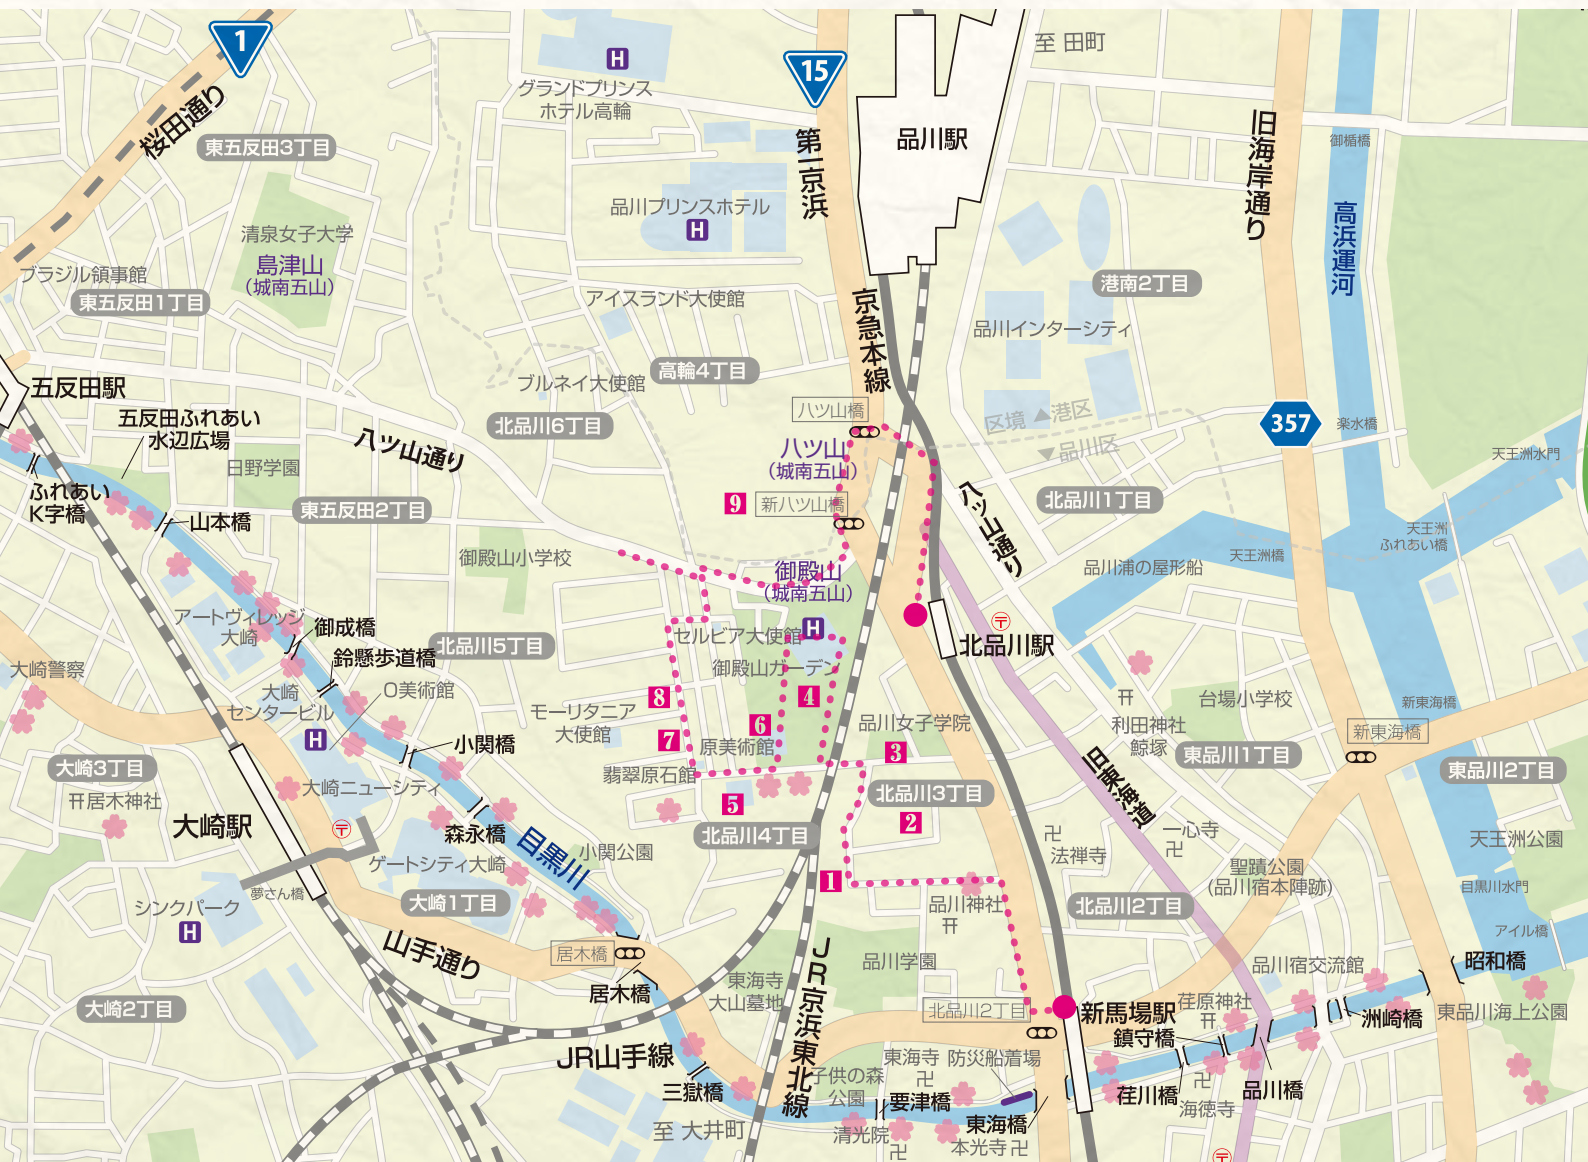 1
15
至 田町
グランドプリンス
ホテル高輪
桜田通り
東五反田3丁目
第一京浜
品川駅
旧海岸通り
御楯橋
高浜運河
品川プリンスホテル
清泉女子大学
島津山
(城南五山)
ブラジル領事館
東五反田1丁目
アイスランド大使館
京急本線
港南2丁目
品川インターシティ
五反田駅
ブルネイ大使館
高輪4丁目
五反田ふれあい
水辺広場
北品川6丁目
八ツ山橋
区境 ▲港区
▼品川区
357
楽水橋
天王洲水門
八ツ山通り
八ツ山
(城南五山)
日野学園
ふれあい
K字橋
山本橋
東五反田2丁目
9
新八ツ山橋
八ツ山通り
北品川1丁目
天王洲
ふれあい橋
天王洲橋
御殿山小学校
御殿山
(城南五山)
品川浦の屋形船
アートヴィレッジ
大崎
御成橋
鈴懸歩道橋
北品川5丁目
セルビア大使館
H
北品川駅
大崎警察
O美術館
御殿山ガーデン
大崎
センタービル
8
4
利田神社
鯨塚
台場小学校
新東海橋
新東海橋
モーリタニア
大使館
7
6
原美術館
品川女子学院
3
小関橋
東品川1丁目
東品川2丁目
大崎3丁目
居木神社
大崎ニューシティ
翡翠原石館
5
北品川3丁目
2
旧東海道
大崎駅
森永橋
目黒川
北品川4丁目
小関公園
法禅寺
一心寺
天王洲公園
ゲートシティ大崎
夢さん橋
1
聖蹟公園
(品川宿本陣跡)
目黒川水門
シンクパーク
H
大崎1丁目
品川神社
北品川2丁目
アイル橋
山手通り
居木橋
JR京浜東北線
品川学園
品川宿交流館
昭和橋
居木橋
東海寺
大山墓地
大崎2丁目
北品川2丁目
新馬場駅
荏原神社
鎮守橋
洲崎橋
東品川海上公園
JR山手線
三獄橋
子供の森
公園
東海寺
防災船着場
要津橋
東海橋
荏川橋
海徳寺
品川橋
至 大井町
清光院
本光寺